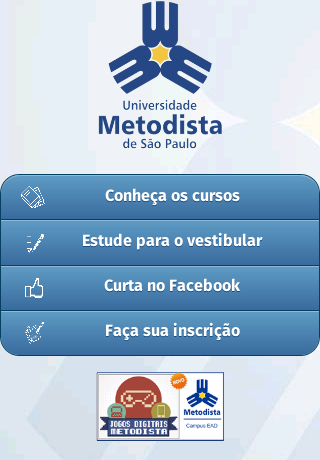 Universidade
Metodista
de São Paulo
Conheça os cursos
Estude para o vestibular
Curta no Facebook
Faça sua inscrição
NOVO
JOGOS DIGITAIS
METODISTA
Metodista
Campus EAD